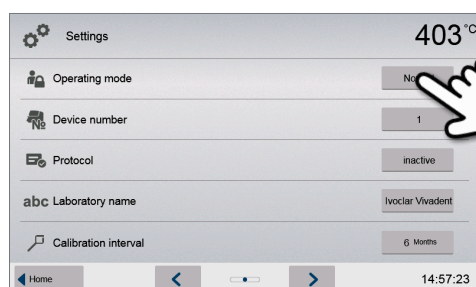 Settings
403°C
Operating mode
Device number
1
Protocol
inactive
abc Laboratory name
Ivoclar Vivadent
Calibration interval
6 Months
Home
14:57:23